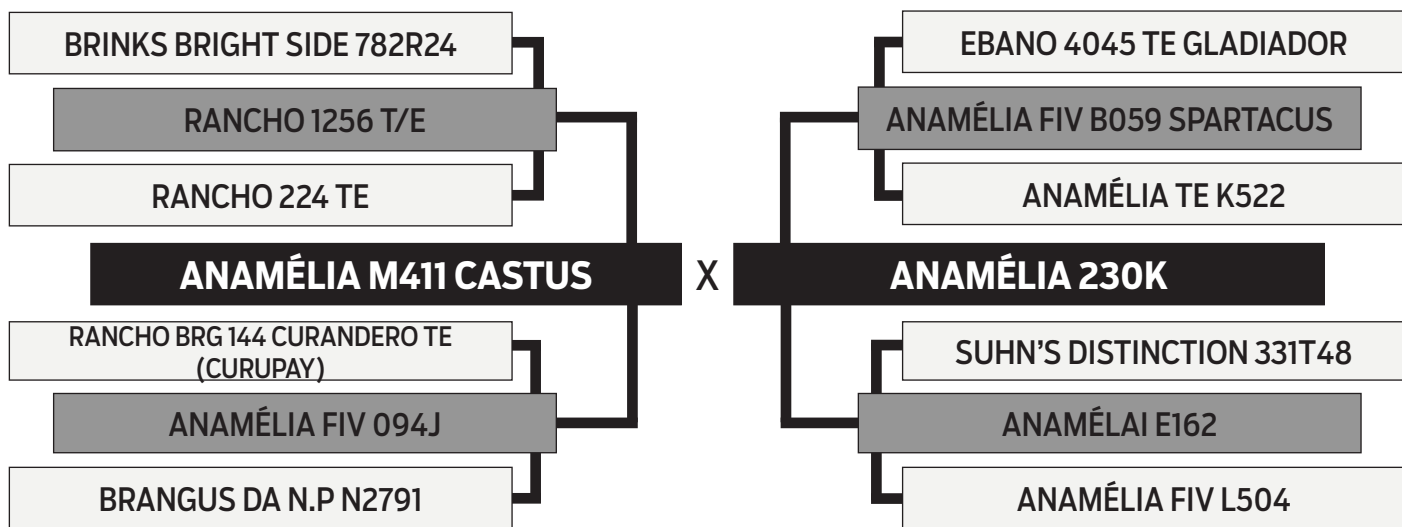 BRINKS BRIGHT SIDE 782R24
RANCHO 1256 T/E
RANCHO 224 TE
ANAMÉLIA M411 CASTUS
RANCHO BRG 144 CURANDERO TE
(CURUPAY)
ANAMÉLIA FIV 094J
BRANGUS DA N.P N2791
X
EBANO 4045 TE GLADIADOR
ANAMÉLIA FIV B059 SPARTACUS
ANAMÉLIA TE K522
ANAMÉLIA 230K
SUHN’S DISTINCTION 331T48
ANAMÉLAI E162
ANAMÉLIA FIV L504